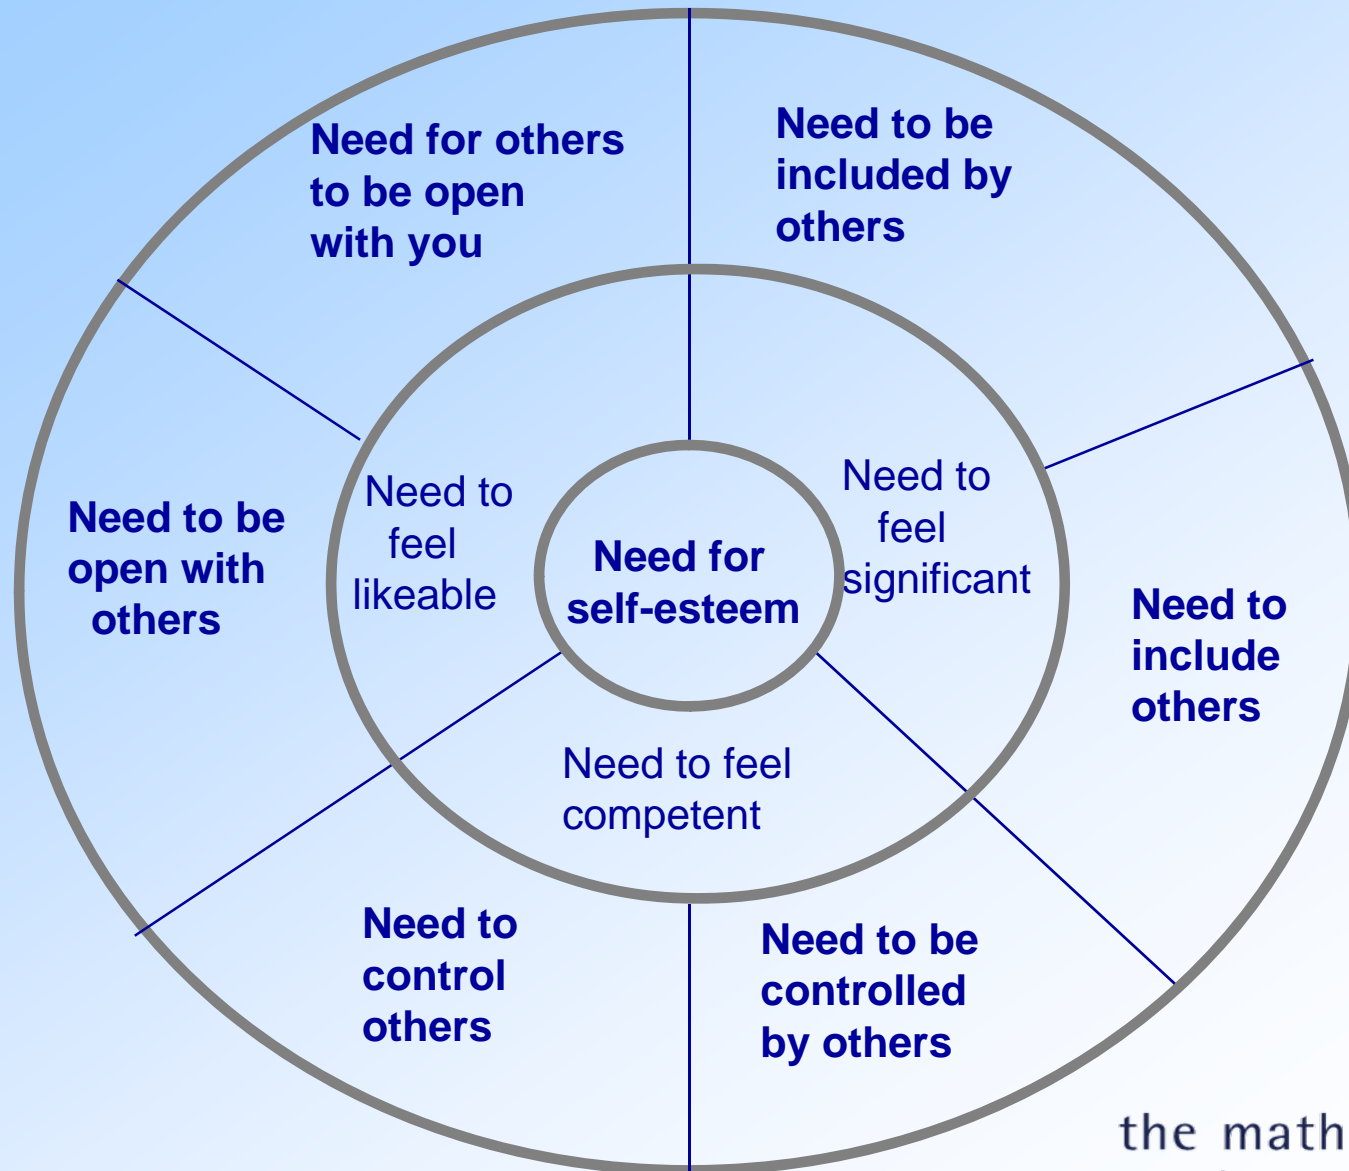 Need for others
to be open
with you
Need to be
included by
others
Need to be
open with
others
Need to
feel
likeable
Need for
self-esteem
Need to
feel
significant
Need to
include
others
Need to feel
competent
Need to
control
others
Need to be
controlled
by others
the math